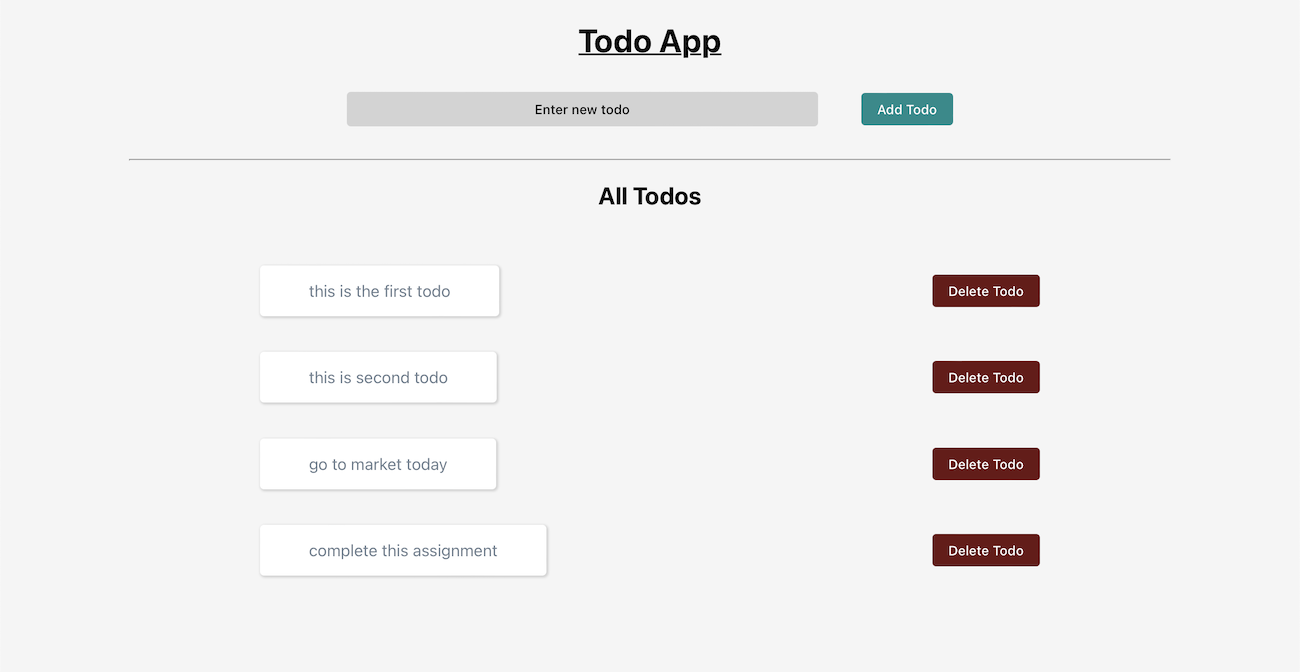 Todo App
Enter new todo
Add Todo
All Todos
this is the first todo
Delete Todo
this is second todo
Delete Todo
go to market today
Delete Todo
complete this assignment
Delete Todo